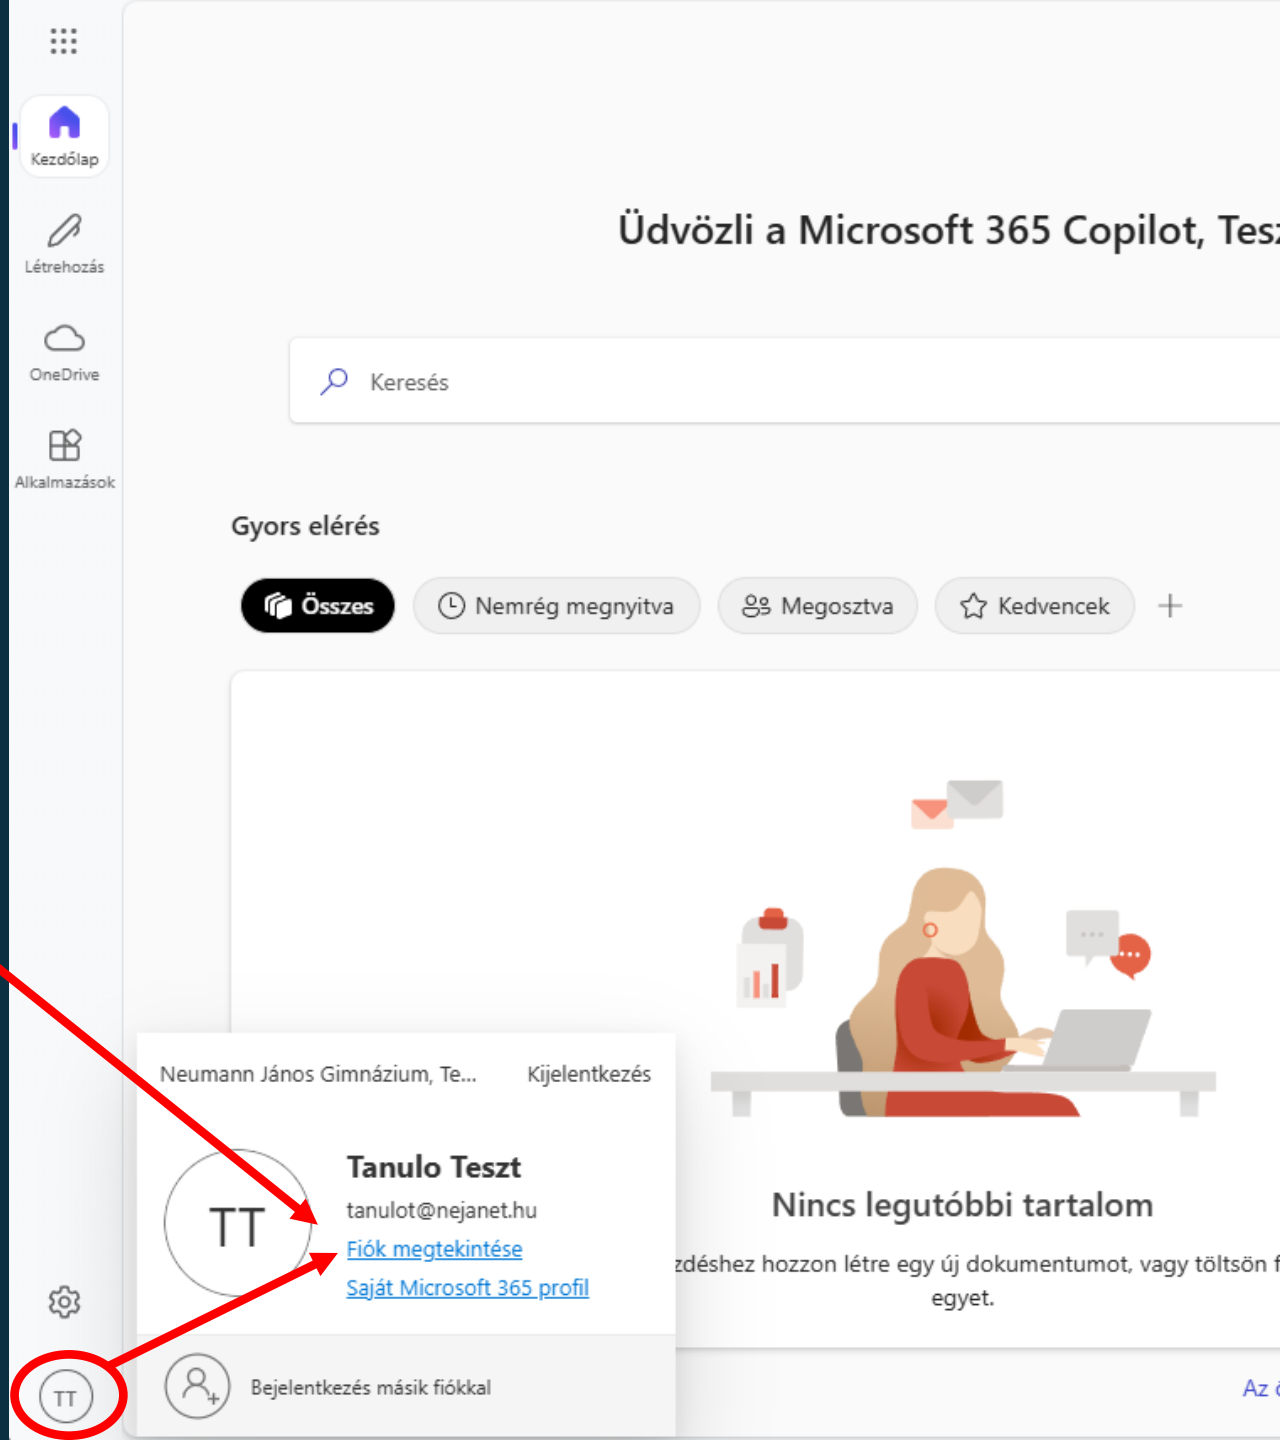 Kezdőlap
Létrehozás
OneDrive
Alkalmazások
Üdvözli a Microsoft 365 Copilot,
Keresés
Gyors elérés
Összes
Nemrég megnyitva
Megosztva
Kedvencek
Neumann János Gimnázium, Te...
Kijelentkezés
TT
Tanulo Teszt
tanulot@nejanet.hu
Fiók megtekintése
Saját Microsoft 365 profil
Bejelentkezés másik fiókkal
Nincs legutóbbi tartalom
hozzon létre egy új dokumentumot, vagy töltsön
egyet.
TT
Az